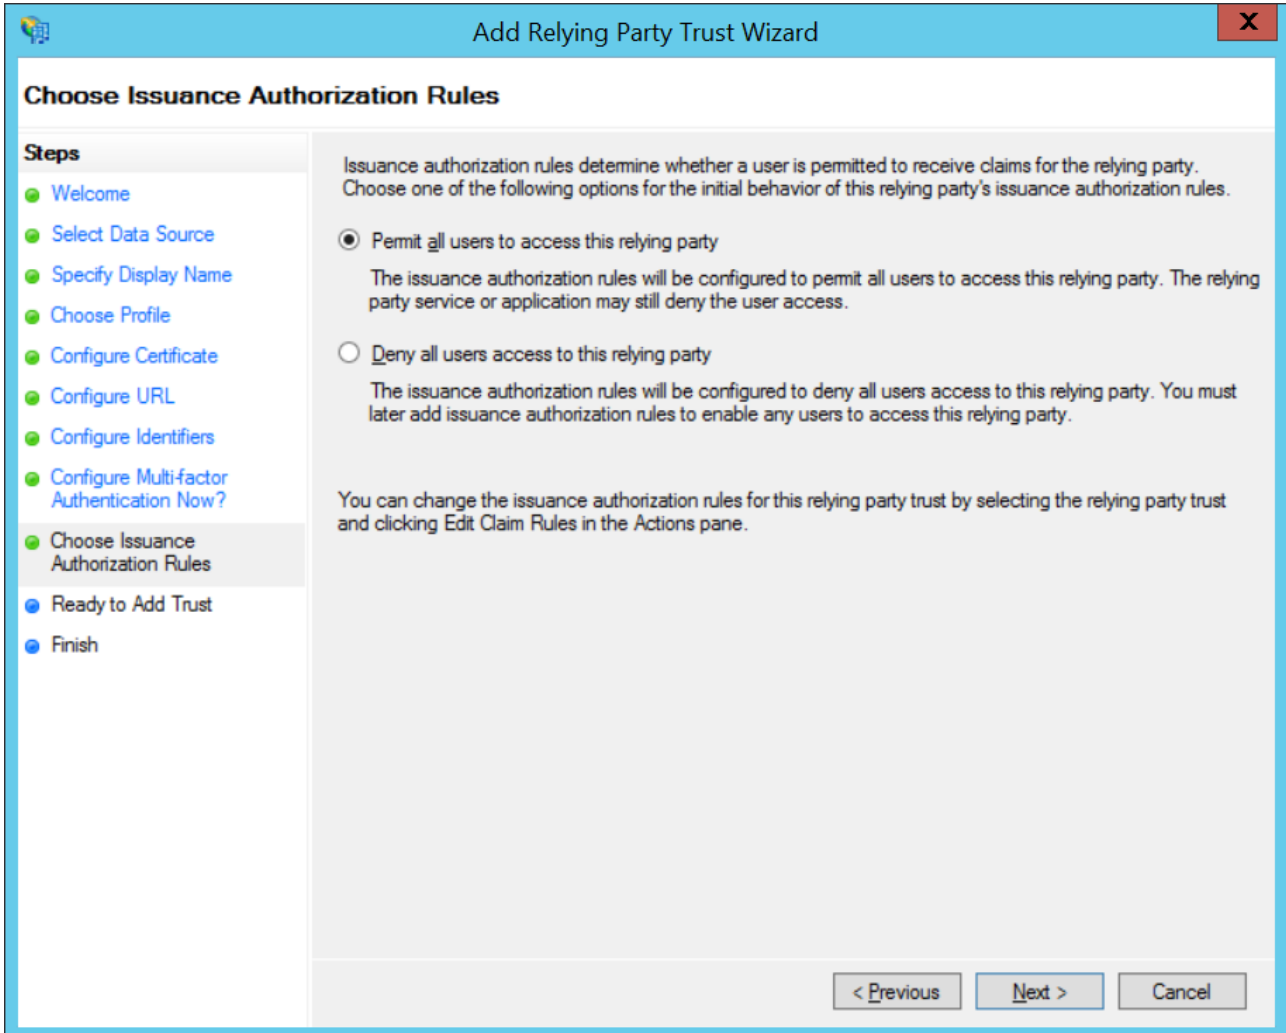 Add Relying Party Trust Wizard
X
Choose Issuance Authorization Rules
Steps
Welcome
Select Data Source
Specify Display Name
Choose Profile
Configure Certificate
Configure URL
Configure Identifiers
Configure Multi-factor
Authentication Now?
Choose Issuance
Authorization Rules
Ready to Add Trust
Finish
Issuance authorization rules determine whether a user is permitted to receive claims for the relying party.
Choose one of the following options for the initial behavior of this relying party's issuance authorization rules.
Permit all users to access this relying party
The issuance authorization rules will be configured to permit all users to access this relying party. The relying
party service or application may still deny the user access.
Deny all users access to this relying party
The issuance authorization rules will be configured to deny all users access to this relying party. You must
later add issuance authorization rules to enable any users to access this relying party.
You can change the issuance authorization rules for this relying party trust by selecting the relying party trust
and clicking Edit Claim Rules in the Actions pane.
< Previous
Next >
Cancel